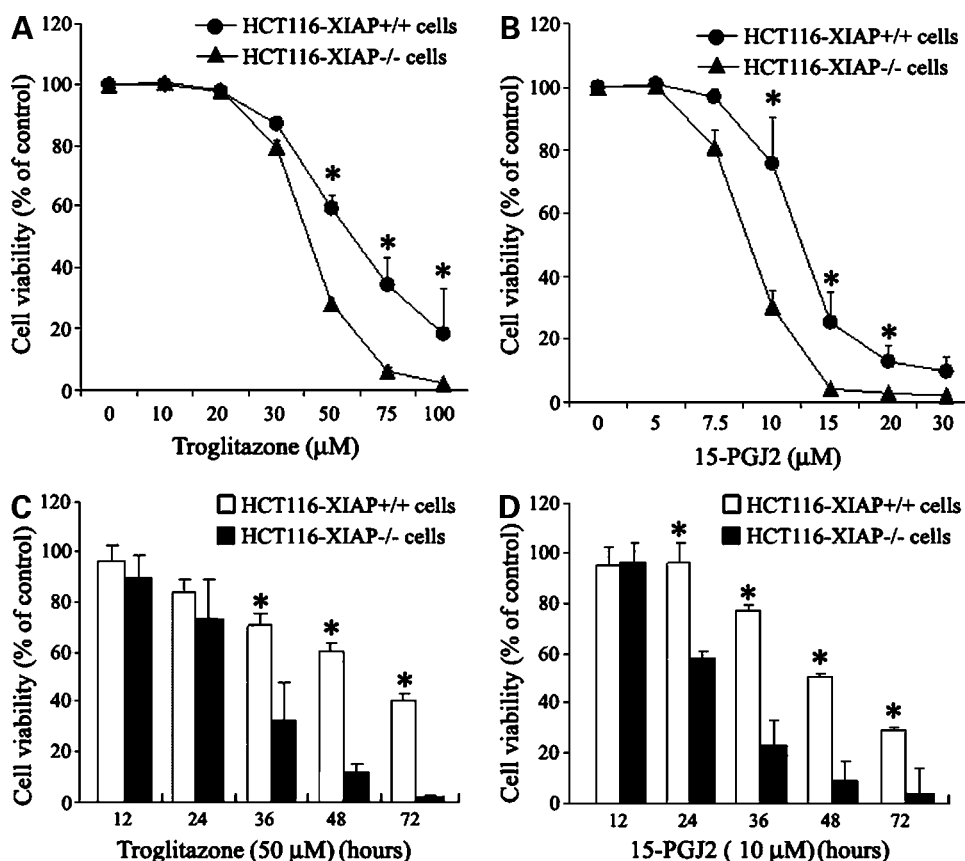 A
HCT116-XIAP+/+ cells
HCT116-XIAP-/- cells
Cell viability (% of control)
120
100
80
60
40
20
0
* * *
0 10 20 30 50 75 100
Troglitazone (μM)
B
HCT116-XIAP+/+ cells
HCT116-XIAP-/- cells
Cell viability (% of control)
120
100
80
60
40
20
0
* * *
0 5 7.5 10 15 20 30
15-PGJ2 (μM)
C
HCT116-XIAP+/+ cells
HCT116-XIAP-/- cells
Cell viability (% of control)
120
100
80
60
40
20
0
* * *
12 24 36 48 72
Troglitazone (50 μM) (hours)
D
HCT116-XIAP+/+ cells
HCT116-XIAP-/- cells
Cell viability (% of control)
120
100
80
60
40
20
0
* * * *
12 24 36 48 72
15-PGJ2 ( 10 μM) (hours)